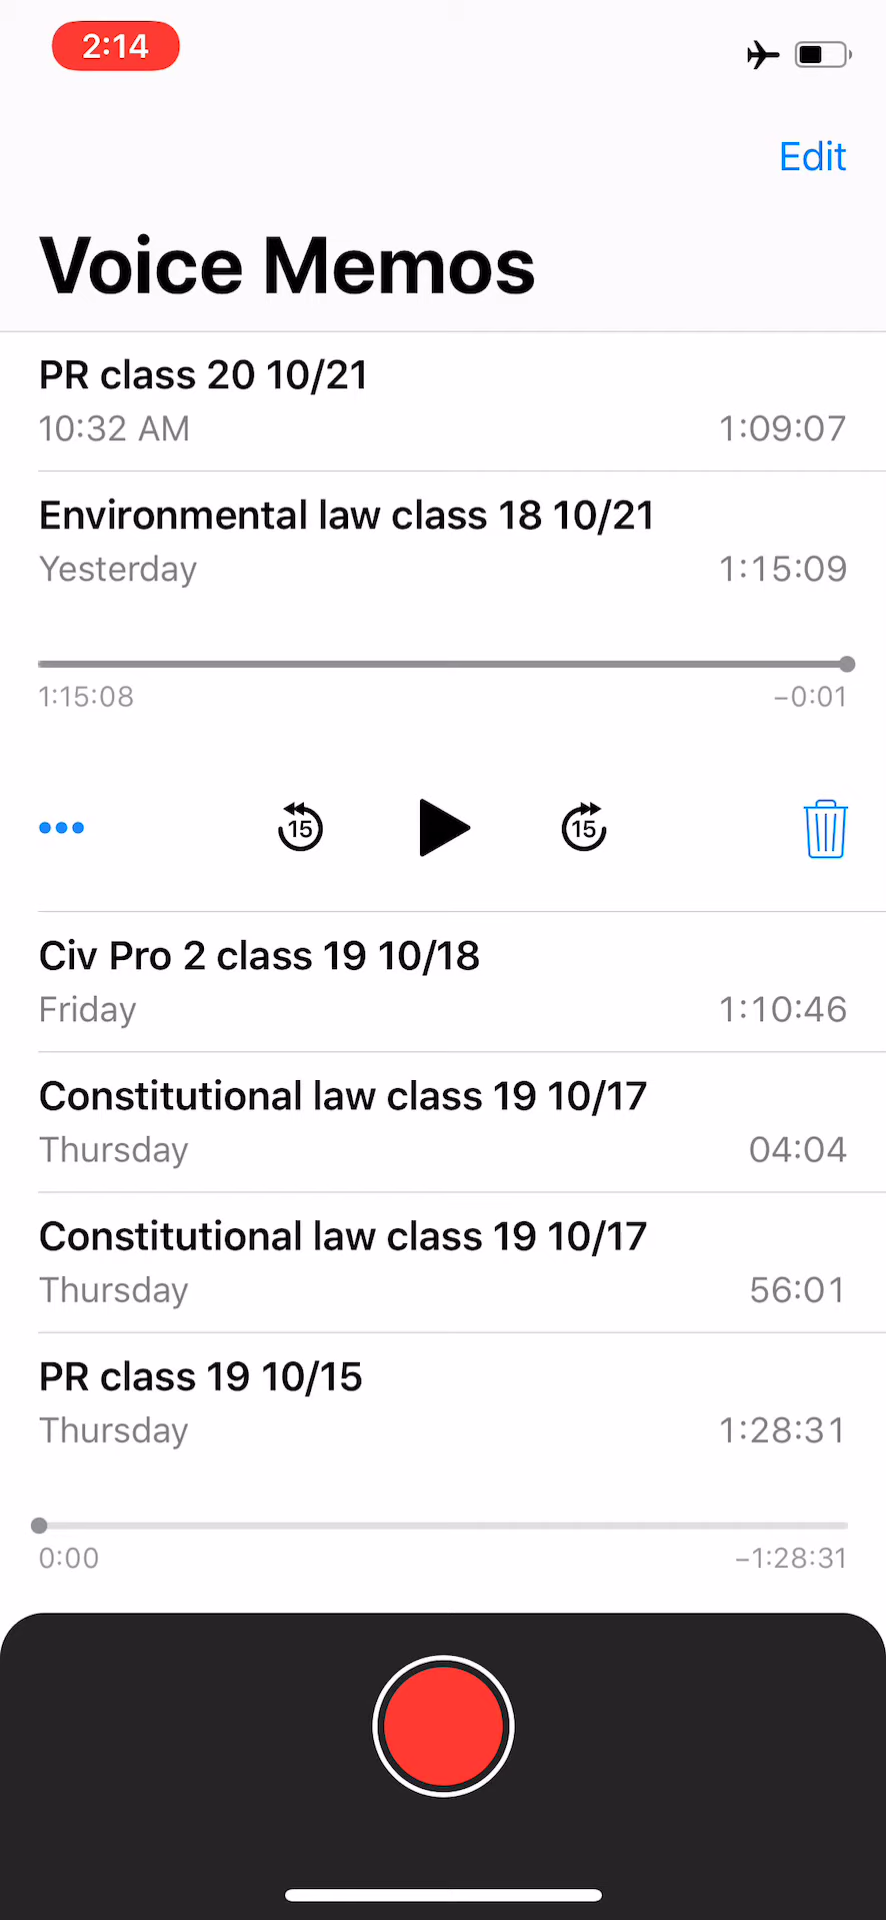 2:14
Edit
Voice Memos
PR class 20 10/21
10:32 AM 1:09:07
Environmental law class 18 10/21
Yesterday 1:15:09
1:15:08 −0:01
15 15
Civ Pro 2 class 19 10/18
Friday 1:10:46
Constitutional law class 19 10/17
Thursday 04:04
Constitutional law class 19 10/17
Thursday 56:01
PR class 19 10/15
Thursday 1:28:31
0:00 −1:28:31